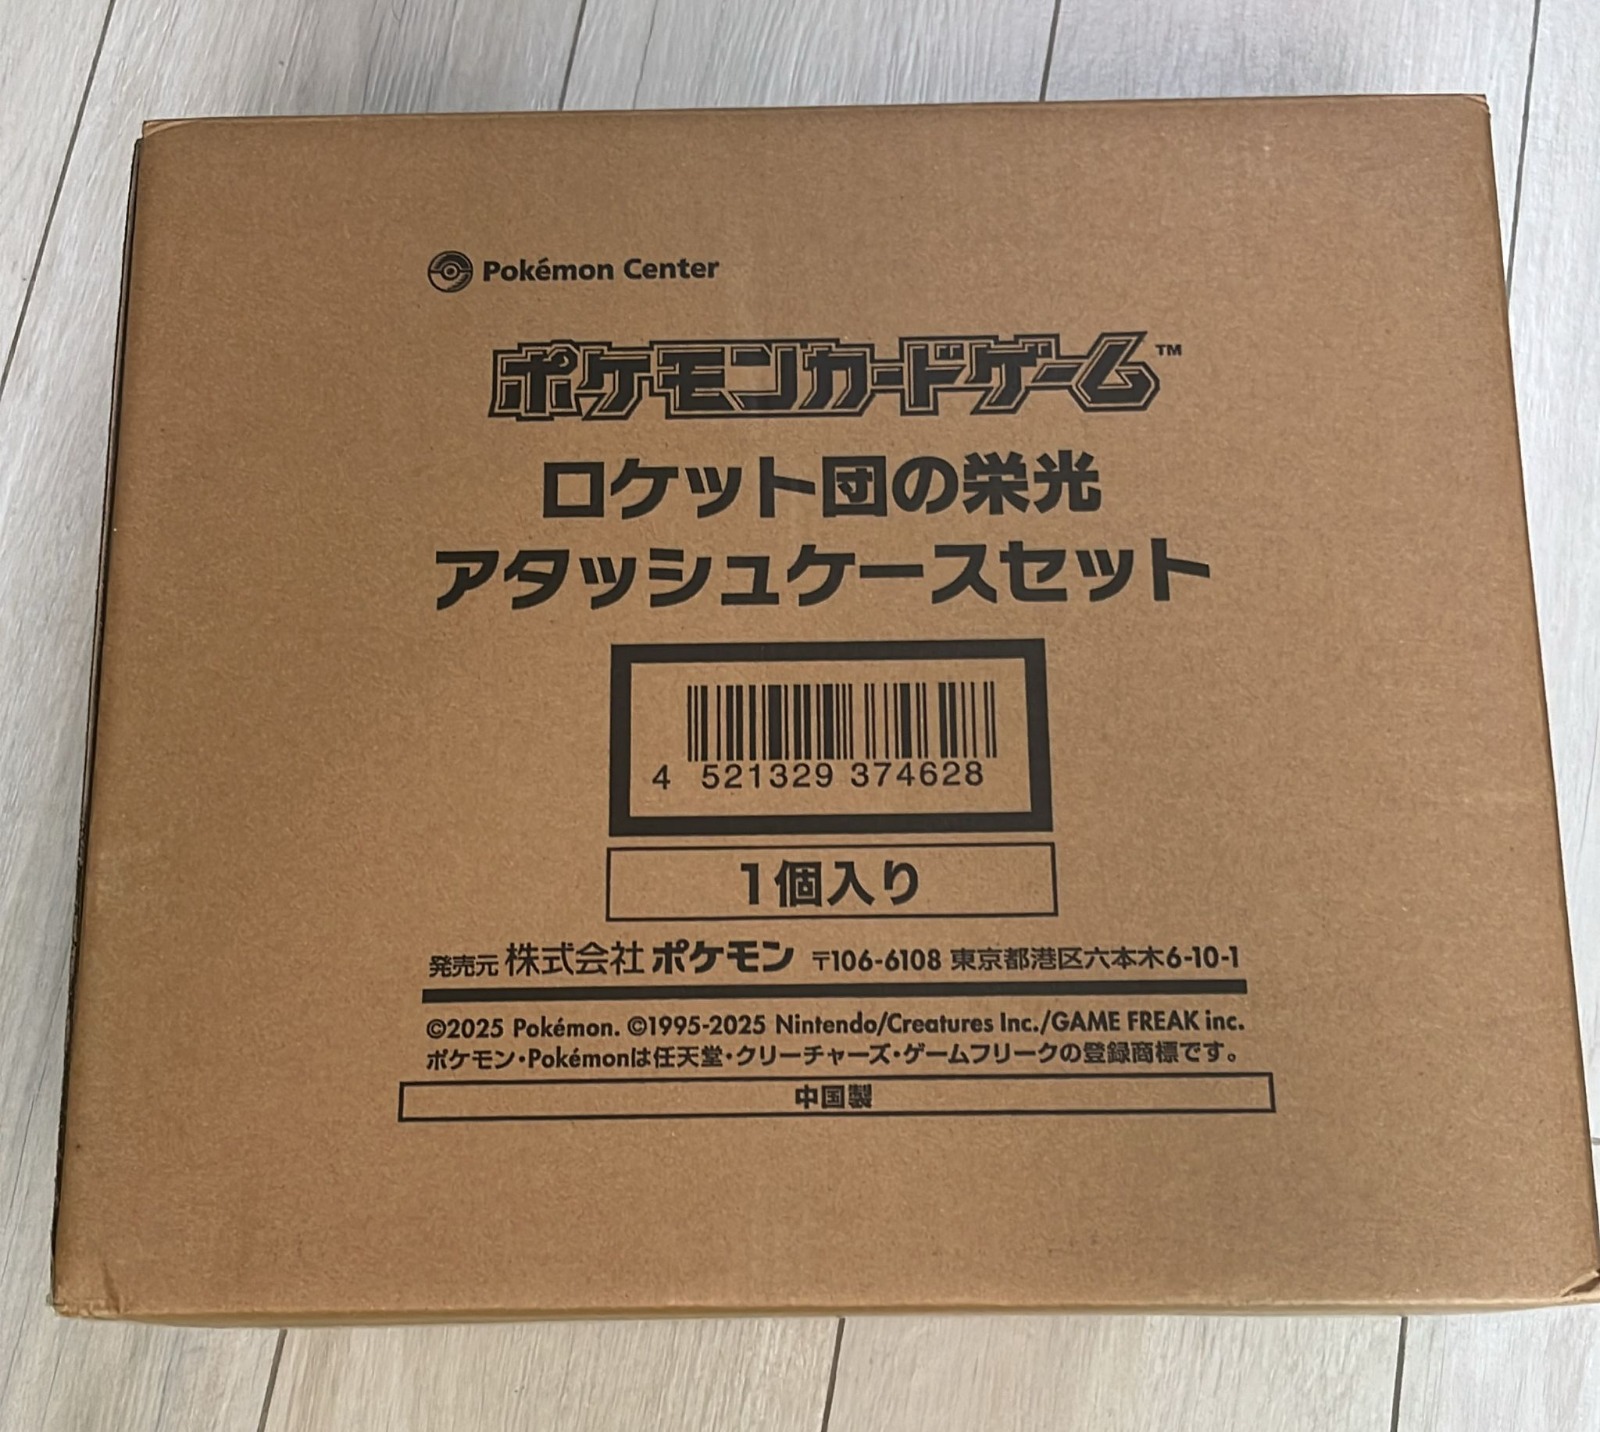 Pokémon Center
ポケモンカードゲーム™
ロケット団の栄光
アタッシュケースセット
4 521329 374628
1個入り
発売元 株式会社 ポケモン 〒106-6108 東京都港区六本木6-10-1
©2025 Pokémon. ©1995-2025 Nintendo/Creatures Inc./GAME FREAK inc.
ポケモン・Pokémonは任天堂・クリーチャーズ・ゲームフリークの登録商標です。
中国製